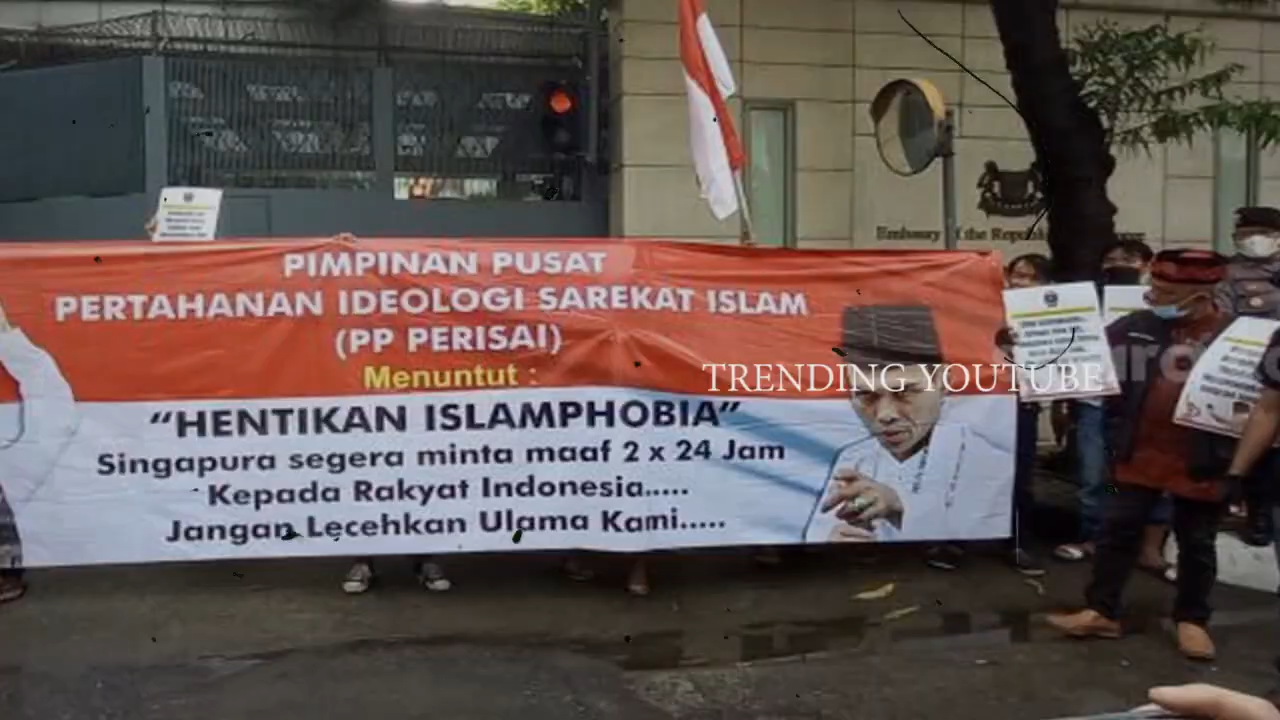 Embassy of the Republic
PIMPINAN PUSAT
PERTAHANAN IDEOLOGI SAREKAT ISLAM
(PP PERISAI)
Menuntut :
TRENDING YOUTUBE
"HENTIKAN ISLAMPHOBIA"
Singapura segera minta maaf 2 x 24 Jam
Kepada Rakyat Indonesia.....
Jangan Lecehkan Ulama Kami.....